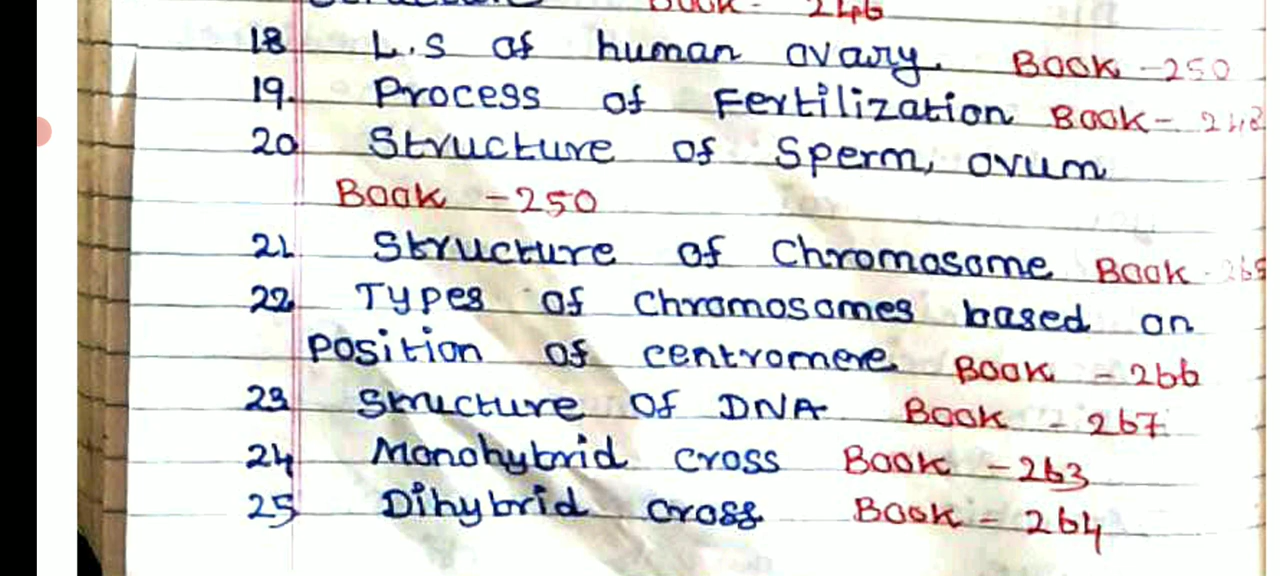 Book - 246
18 L.S of human ovary. Book - 250
19. Process of Fertilization Book -
20 Structure of Sperm, ovum
Book - 250
21 Structure of Chromosome Book
22 Types of Chromosomes based on
position of centromere Book - 266
23 Structure of DNA Book - 267
24 Monohybrid cross Book - 263
25 Dihybrid cross Book - 264